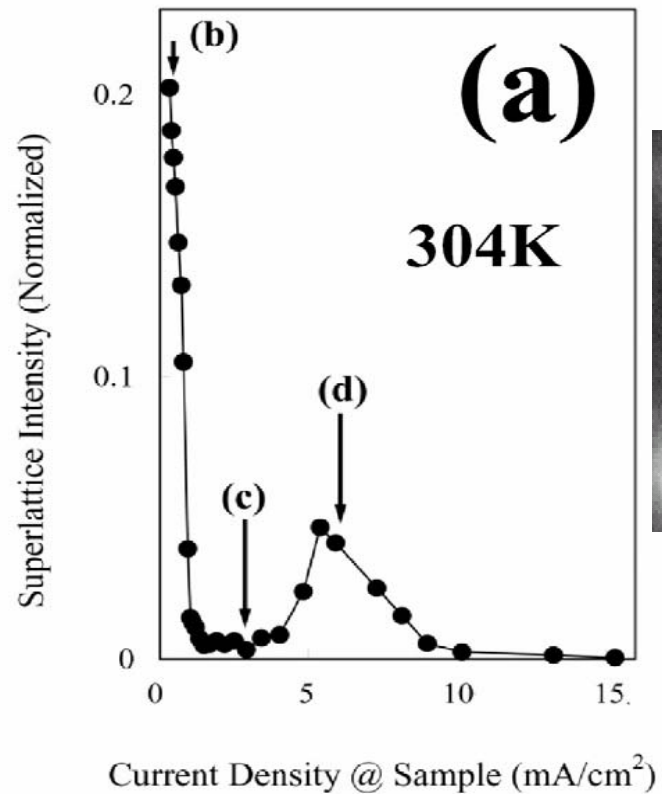 (b)
(a)
0.2
304K
Superlattice Intensity (Normalized)
0.1
(d)
(c)
0
0 5 10 15.
Current Density @ Sample (mA/cm²)